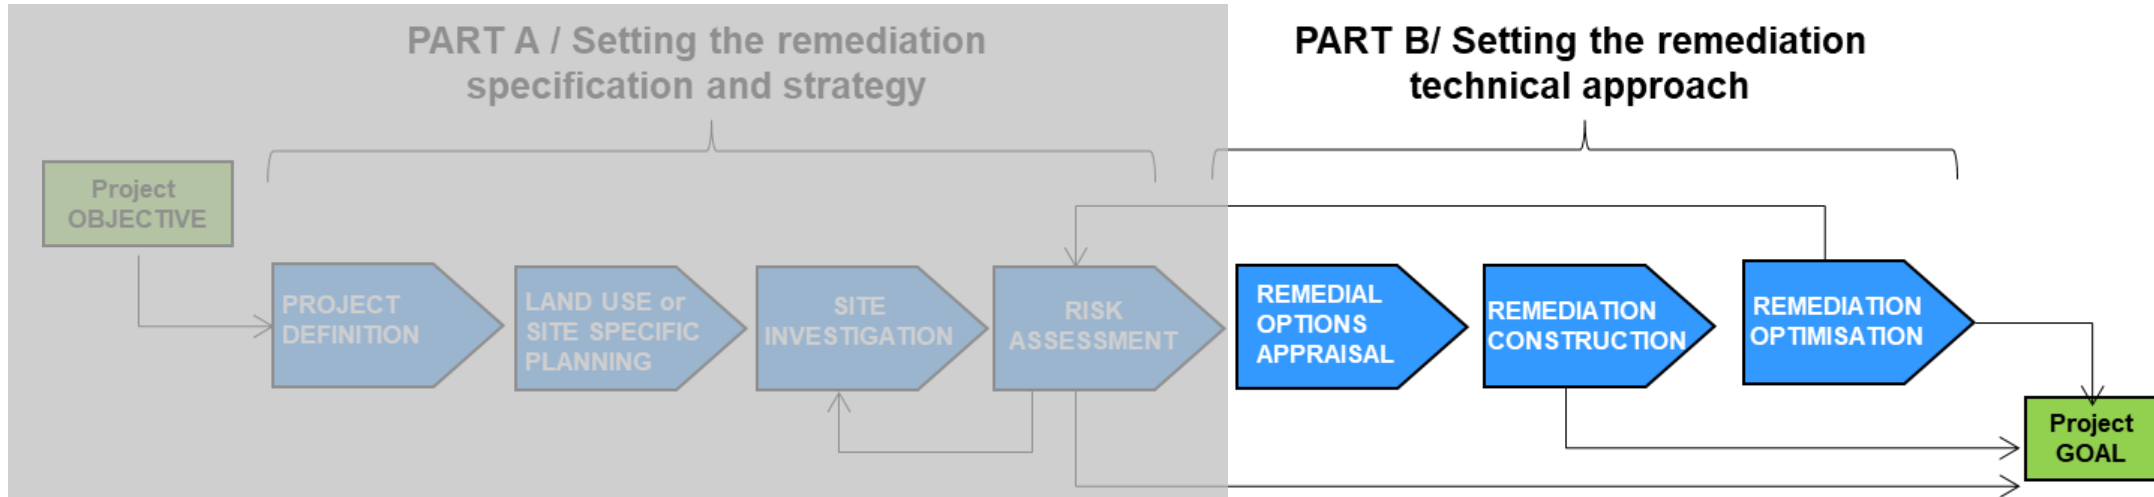 PART A / Setting the remediation
specification and strategy
PART B/ Setting the remediation
technical approach
Project
OBJECTIVE
PROJECT
DEFINITION
LAND USE or
SITE SPECIFIC
PLANNING
SITE
INVESTIGATION
RISK
ASSESSMENT
REMEDIAL
OPTIONS
APPRAISAL
REMEDIATION
CONSTRUCTION
REMEDIATION
OPTIMISATION
Project
GOAL